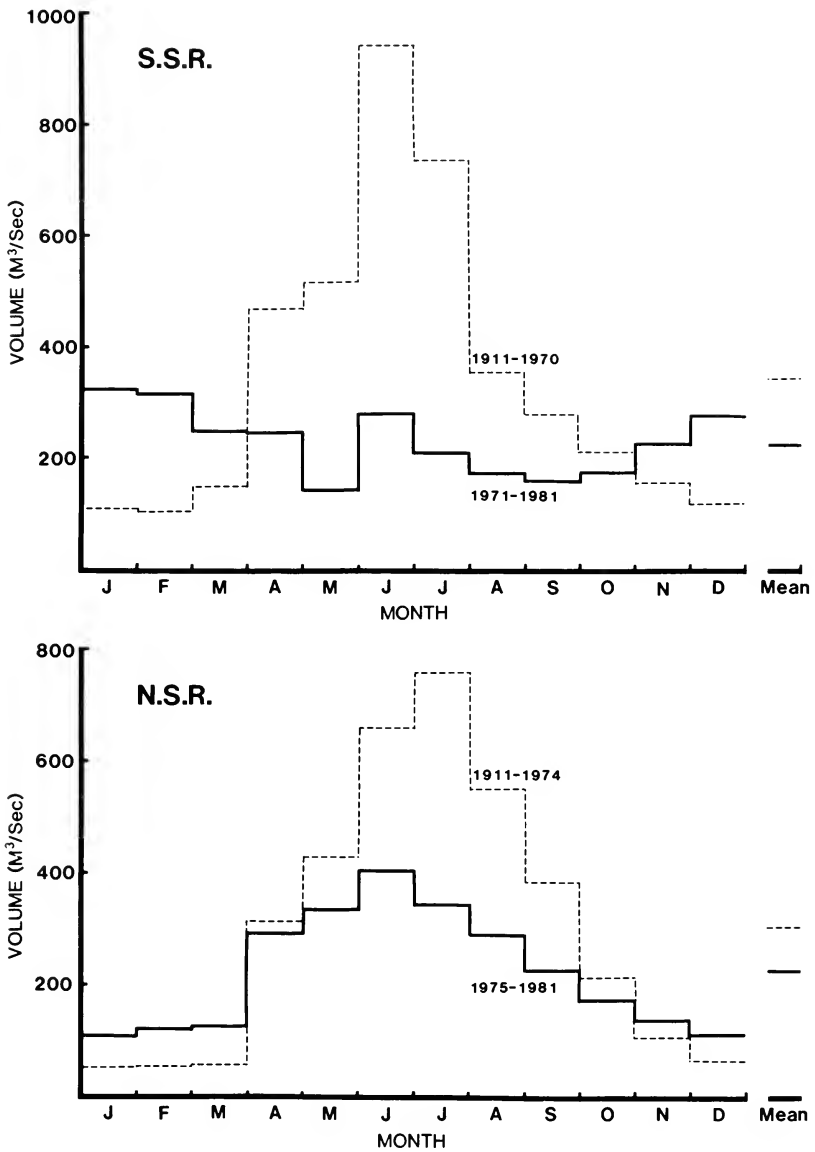 1000
S.S.R.
800
600
400
200
VOLUME (M³/Sec)
1911-1970
1971-1981
J F M A M J J A S O N D Mean
MONTH
800
N.S.R.
600
400
200
VOLUME (M³/Sec)
1911-1974
1975-1981
J F M A M J J A S O N D Mean
MONTH